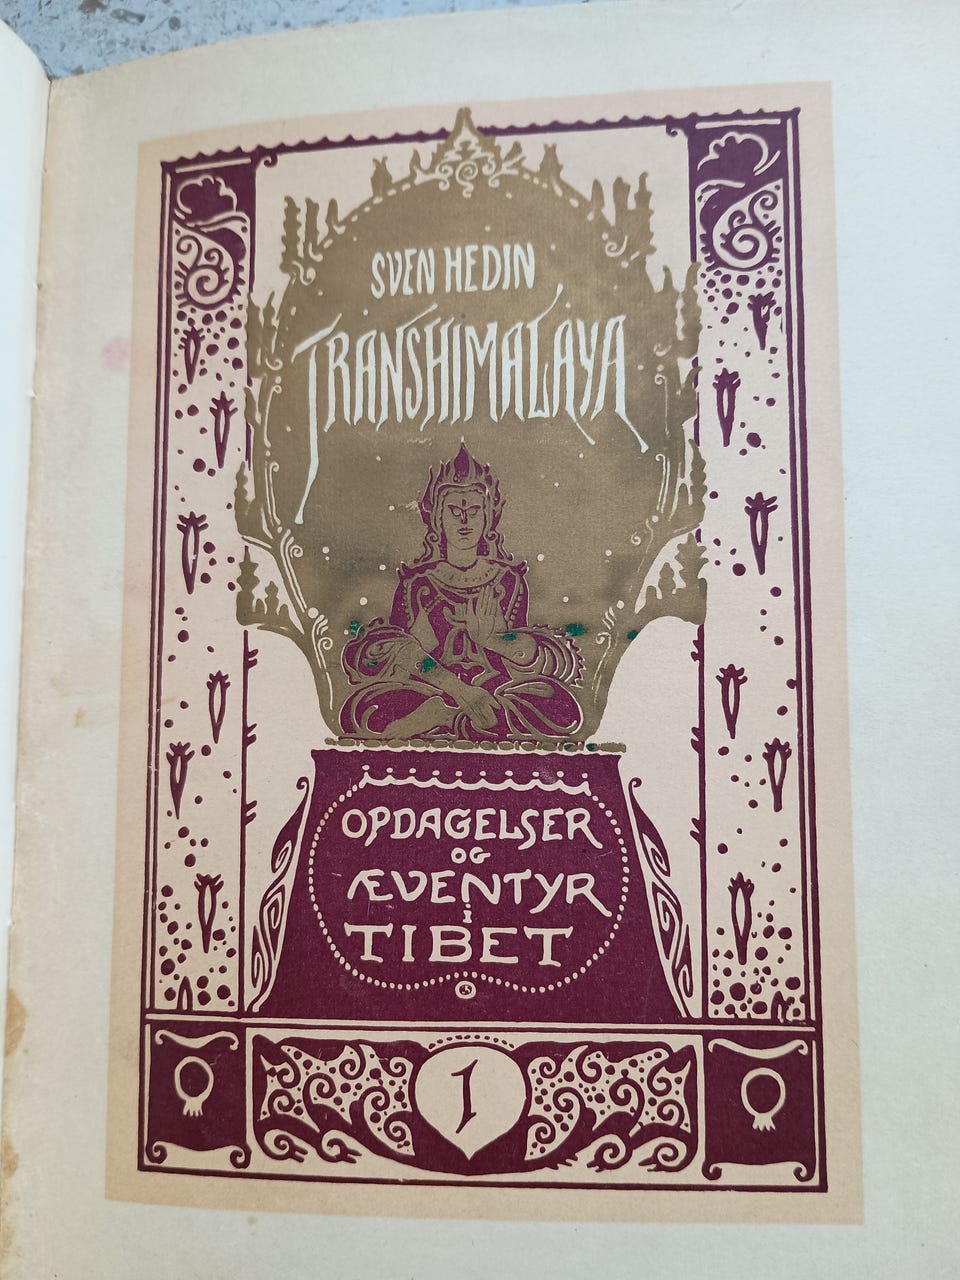 SVEN HEDIN
TRANSHIMALAYA
OPDAGELSER
OG
ÆVENTYR
I
TIBET
1